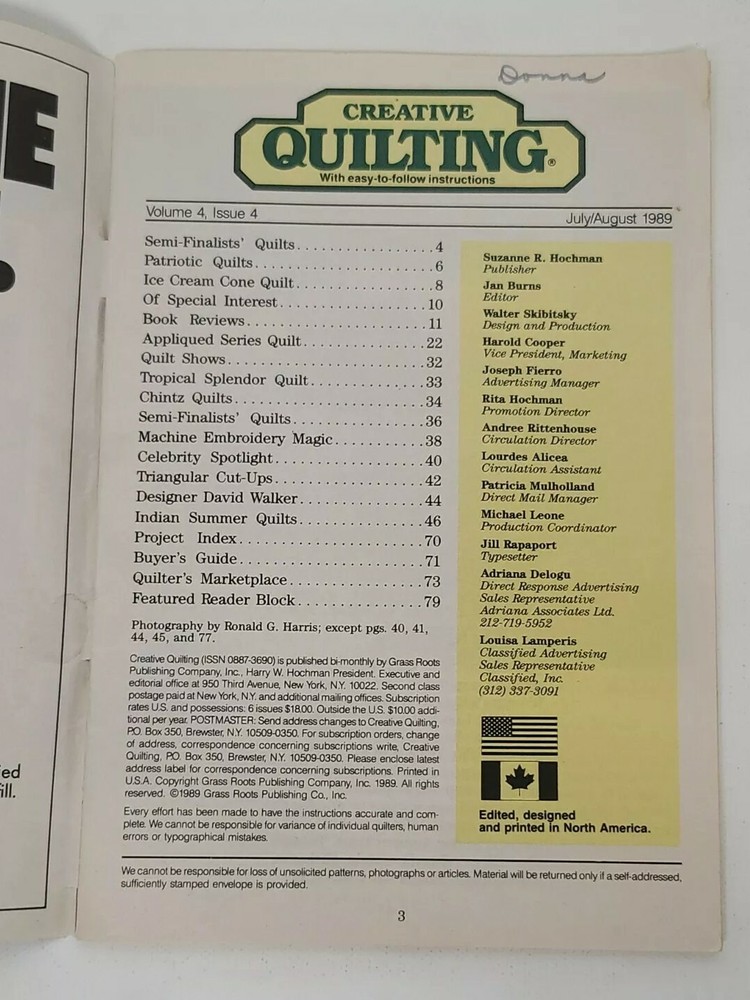 Donna
CREATIVE
QUILTING®
With easy-to-follow instructions
Volume 4, Issue 4
July/August 1989
Semi-Finalists' Quilts....................4
Patriotic Quilts....................6
Ice Cream Cone Quilt....................8
Of Special Interest....................10
Book Reviews....................11
Appliqued Series Quilt....................22
Quilt Shows....................32
Tropical Splendor Quilt....................33
Chintz Quilts....................34
Semi-Finalists' Quilts....................36
Machine Embroidery Magic....................38
Celebrity Spotlight....................40
Triangular Cut-Ups....................42
Designer David Walker....................44
Indian Summer Quilts....................46
Project Index....................70
Buyer's Guide....................71
Quilter's Marketplace....................73
Featured Reader Block....................79
Photography by Ronald G. Harris; except pgs. 40, 41,
44, 45, and 77.
Creative Quilting (ISSN 0887-3690) is published bi-monthly by Grass Roots
Publishing Company, Inc., Harry W. Hochman President. Executive and
editorial office at 950 Third Avenue, New York, N.Y. 10022. Second class
postage paid at New York, N.Y. and additional mailing offices. Subscription
rates U.S. and possessions: 6 issues $18.00. Outside the U.S. $10.00 addi-
tional per year. POSTMASTER: Send address changes to Creative Quilting,
P.O. Box 350, Brewster, N.Y. 10509-0350. For subscription orders, change
of address, correspondence concerning subscriptions write, Creative
Quilting, P.O. Box 350, Brewster, N.Y. 10509-0350. Please enclose latest
address label for correspondence concerning subscriptions. Printed in
U.S.A. Copyright Grass Roots Publishing Company, Inc. 1989. All rights
reserved. ©1989 Grass Roots Publishing Co., Inc.
Every effort has been made to have the instructions accurate and com-
plete. We cannot be responsible for variance of individual quilters, human
errors or typographical mistakes.
Suzanne R. Hochman
Publisher
Jan Burns
Editor
Walter Skibitsky
Design and Production
Harold Cooper
Vice President, Marketing
Joseph Fierro
Advertising Manager
Rita Hochman
Promotion Director
Andree Rittenhouse
Circulation Director
Lourdes Alicea
Circulation Assistant
Patricia Mulholland
Direct Mail Manager
Michael Leone
Production Coordinator
Jill Rapaport
Typesetter
Adriana Delogu
Direct Response Advertising
Sales Representative
Adriana Associates Ltd.
212-719-5952
Louisa Lamperis
Classified Advertising
Sales Representative
Classified, Inc.
(312) 337-3091
Edited, designed
and printed in North America.
We cannot be responsible for loss of unsolicited patterns, photographs or articles. Material will be returned only if a self-addressed,
sufficiently stamped envelope is provided.
3